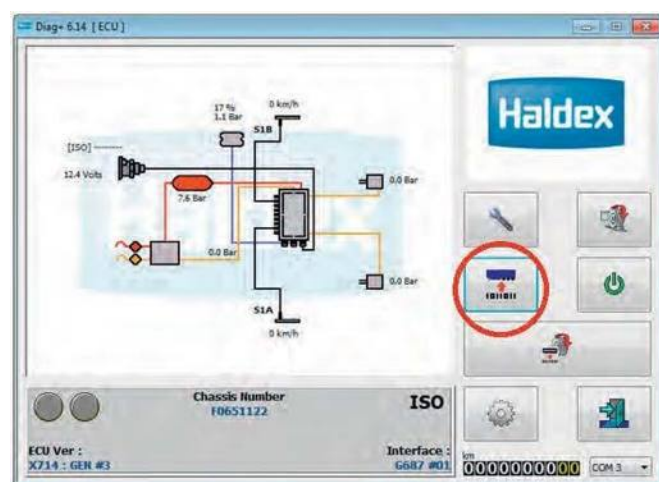 Diag+ 6.14 [ECU]
17 %
1.1 Bar
0 km/h
S1B
[ISO] --------
12.4 Volts
7.6 Bar
0.0 Bar
0.0 Bar
0.0 Bar
S1A
0 km/h
Haldex
Chassis Number
F0651122
ISO
ECU Ver :
X714 : GEN #3
Interface :
G687 #01
km
0000000000
COM 3